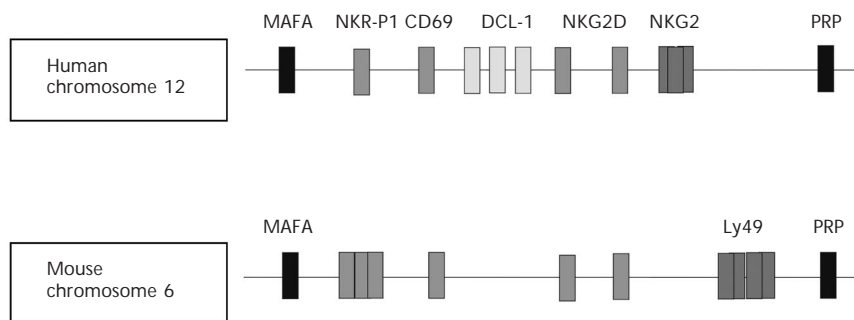 MAFA NKR-P1 CD69 DCL-1 NKG2D NKG2 PRP
Human
chromosome 12
MAFA Ly49 PRP
Mouse
chromosome 6